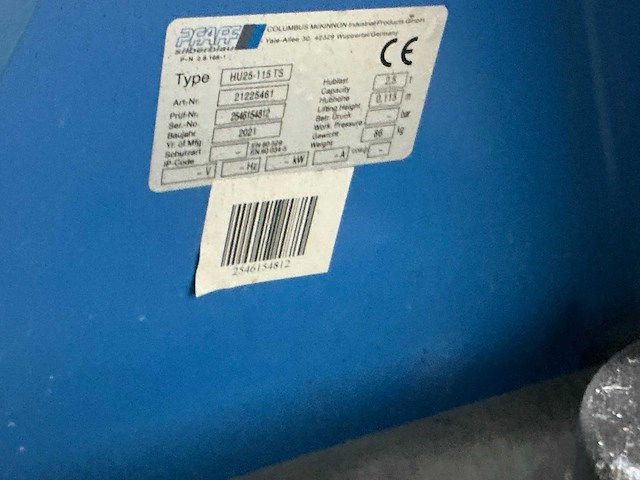 PFAFF
silberblau
COLUMBUS McKINNON Industrial Products GmbH
Yale-Allee 30, 42329 Wuppertal/Germany
CE
Type HU25-115 TS
Art-Nr. 21225461
Prüf-Nr.
Ser.-No. 2546154812
Baujahr
Yr. of Mfg. 2021
Schutzart
IP-Code - EN 60 529
EN 60 034-5
- V - Hz - kW - A
Hublast
Capacity 2,5 t
Hubhöhe
Lifting Height 0,115 m
Betr. Druck
Work. Pressure - bar
Gewicht
Weight 86 kg
2546154812